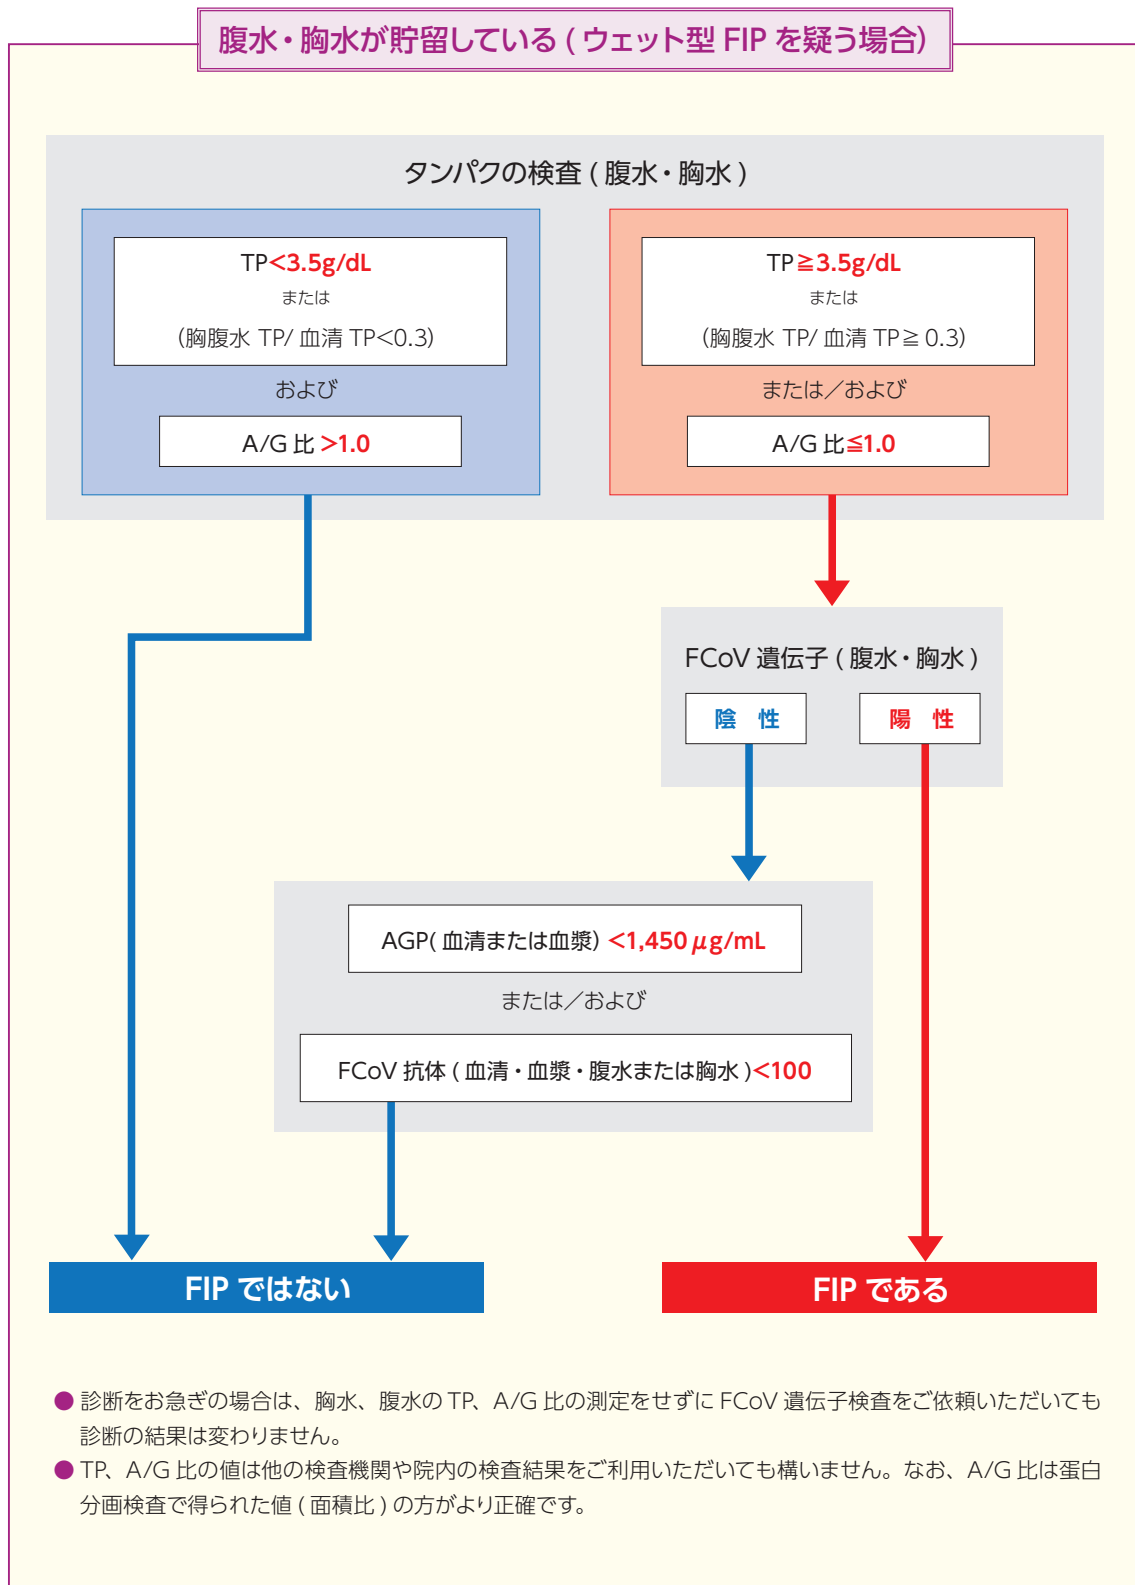 腹水・胸水が貯留している ( ウェット型 FIP を疑う場合)
タンパクの検査 ( 腹水・胸水 )
TP<3.5g/dL
または
(胸腹水 TP/ 血清 TP<0.3)
および
A/G 比 >1.0
TP≧3.5g/dL
または
(胸腹水 TP/ 血清 TP≧ 0.3)
または／および
A/G 比≦1.0
FCoV 遺伝子 ( 腹水・胸水 )
陰 性
陽 性
AGP( 血清または血漿) <1,450 μg/mL
または／および
FCoV 抗体 ( 血清・血漿・腹水または胸水 )<100
FIP ではない
FIP である
● 診断をお急ぎの場合は、胸水、腹水の TP、A/G 比の測定をせずに FCoV 遺伝子検査をご依頼いただいても
診断の結果は変わりません。
● TP、A/G 比の値は他の検査機関や院内の検査結果をご利用いただいても構いません。なお、A/G 比は蛋白
分画検査で得られた値 ( 面積比 ) の方がより正確です。